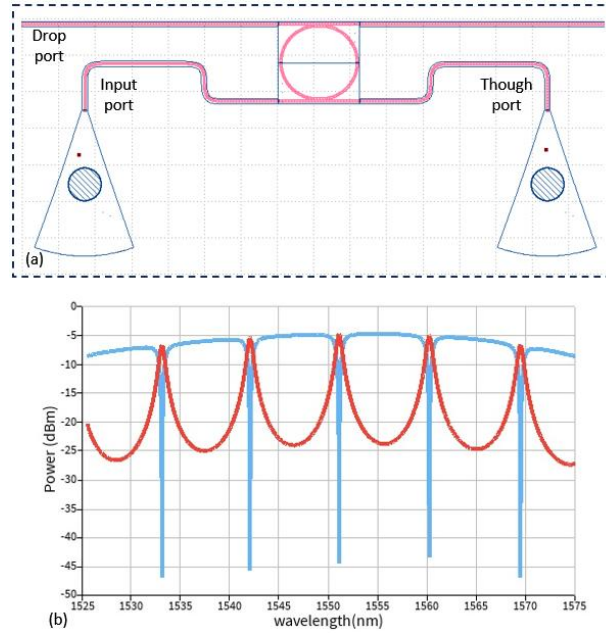 Drop
port
Input
port
Though
port
(a)
0
-5
-10
-15
-20
-25
-30
-35
-40
-45
-50
Power (dBm)
1525 1530 1535 1540 1545 1550 1555 1560 1565 1570 1575
(b)
wavelength(nm)